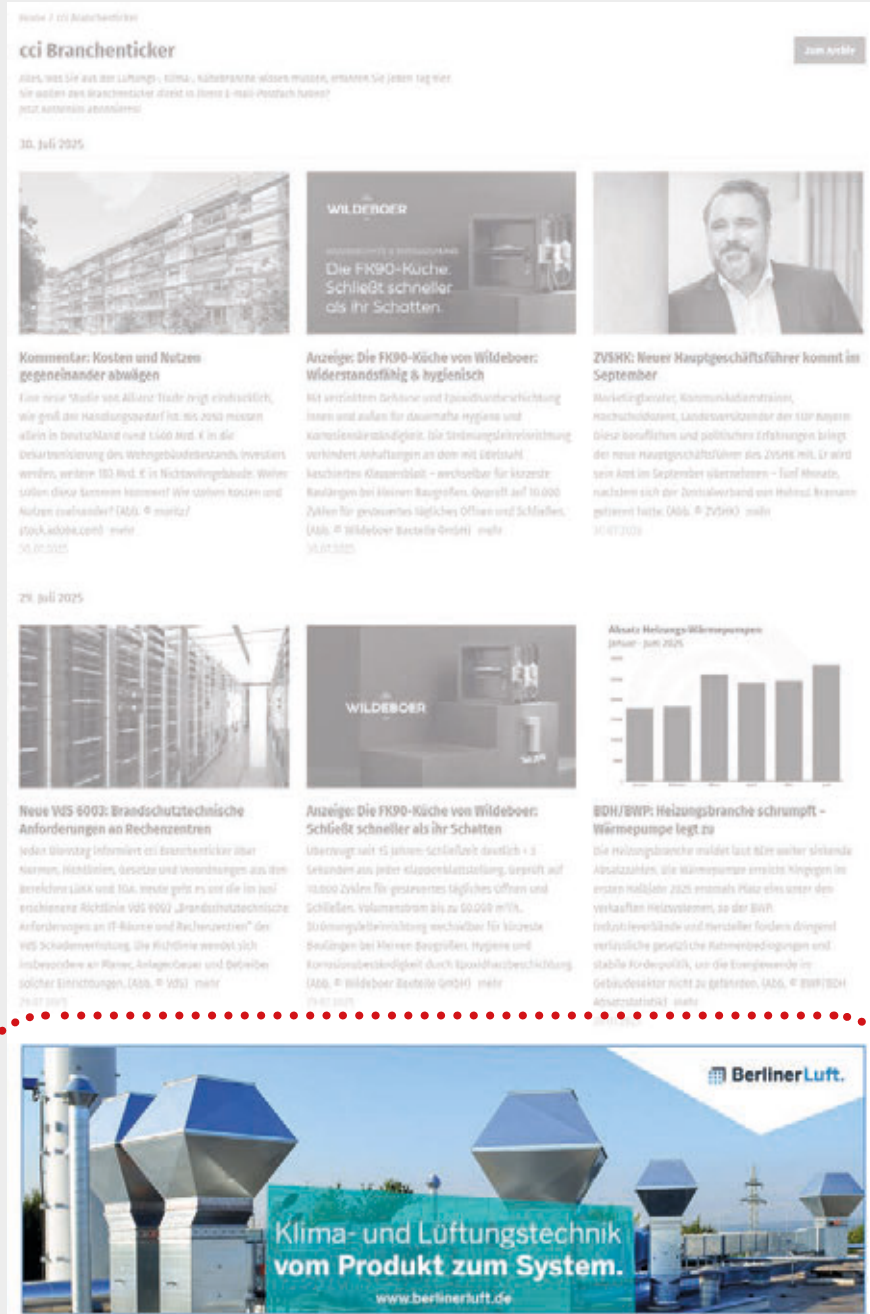 Home / cci Branchenticker
cci Branchenticker
Zum Archiv
Alles, was Sie aus der Lüftungs-, Klima-, Kältebranche wissen müssen, erfahren Sie jeden Tag hier.
Sie wollen den Branchenticker direkt in Ihrem E-Mail-Postfach haben?
Jetzt kostenlos abonnieren!
30. Juli 2025
WILDEBOER
Die FK90-Küche.
Schließt schneller
als ihr Schatten.
Kommentar: Kosten und Nutzen
gegeneinander abwägen
Eine neue Studie von Allianz Trade zeigt eindrücklich,
wie groß der Handlungsbedarf ist: Bis 2050 müssen
allein in Deutschland rund 1.400 Mrd. € in die
Dekarbonisierung des Wohngebäudebestands investiert
werden, weitere 180 Mrd. € in Nichtwohngebäude. Woher
sollen diese Summen kommen? Wie stehen Kosten und
Nutzen zueinander? (Abb. © moritz/
stock.adobe.com) mehr
30.07.2025
Anzeige: Die FK90-Küche von Wildeboer:
Widerstandsfähig & hygienisch
Mit verzinktem Gehäuse und Epoxidharzbeschichtung
innen und außen für dauerhafte Hygiene und
Korrosionsbeständigkeit. Die Strömungsleiteinrichtung
verhindert Anhaftungen an dem mit Edelstahl
kaschierten Klappenblatt – wechselbar für kürzeste
Baulängen bei kleinen Baugrößen. Geprüft auf 10.000
Zyklen für gesteuertes tägliches Öffnen und Schließen.
(Abb. © Wildeboer Bauteile GmbH) mehr
30.07.2025
ZVSHK: Neuer Hauptgeschäftsführer kommt im
September
Marketingberater, Kommunikationstrainer,
Hochschuldozent, Landesvorsitzender der FDP Bayern:
Diese beruflichen und politischen Erfahrungen bringt
der neue Hauptgeschäftsführer des ZVSHK mit. Er wird
sein Amt im September übernehmen – fünf Monate,
nachdem sich der Zentralverband von Helmut Bramann
getrennt hatte. (Abb. © ZVSHK) mehr
30.07.2025
29. Juli 2025
WILDEBOER
Absatz Heizungs-Wärmepumpen
Januar - Juni 2025
Neue VdS 6003: Brandschutztechnische
Anforderungen an Rechenzentren
Jeden Dienstag informiert cci Branchenticker über
Normen, Richtlinien, Gesetze und Verordnungen aus den
Bereichen LüKK und TGA. Heute geht es um die im Juni
erschienene Richtlinie VdS 6003 „Brandschutztechnische
Anforderungen an IT-Räume und Rechenzentren“ der
VdS Schadenverhütung. Die Richtlinie wendet sich
insbesondere an Planer, Anlagenbauer und Betreiber
solcher Einrichtungen. (Abb. © VdS) mehr
29.07.2025
Anzeige: Die FK90-Küche von Wildeboer:
Schließt schneller als ihr Schatten
Überzeugt seit 15 Jahren: Schließzeit deutlich < 3
Sekunden aus jeder Klappenblattstellung. Geprüft auf
10.000 Zyklen für gesteuertes tägliches Öffnen und
Schließen. Volumenstrom bis zu 60.000 m³/h.
Strömungsleiteinrichtung wechselbar für kürzeste
Baulängen bei kleinen Baugrößen. Hygiene und
Korrosionsbeständigkeit durch Epoxidharzbeschichtung.
(Abb. © Wildeboer Bauteile GmbH) mehr
29.07.2025
BDH/BWP: Heizungsbranche schrumpft –
Wärmepumpe legt zu
Die Heizungsbranche meldet laut BDH weiter sinkende
Absatzzahlen. Die Wärmepumpe erreicht hingegen im
ersten Halbjahr 2025 erstmals Platz eins unter den
verkauften Heizsystemen, so der BWP.
Industrieverbände und Hersteller fordern dringend
verlässliche gesetzliche Rahmenbedingungen und
stabile Förderpolitik, um die Energiewende im
Gebäudesektor nicht zu gefährden. (Abb. © BWP/BDH
Absatzstatistik) mehr
BerlinerLuft.
Klima- und Lüftungstechnik
vom Produkt zum System.
www.berlinerluft.de